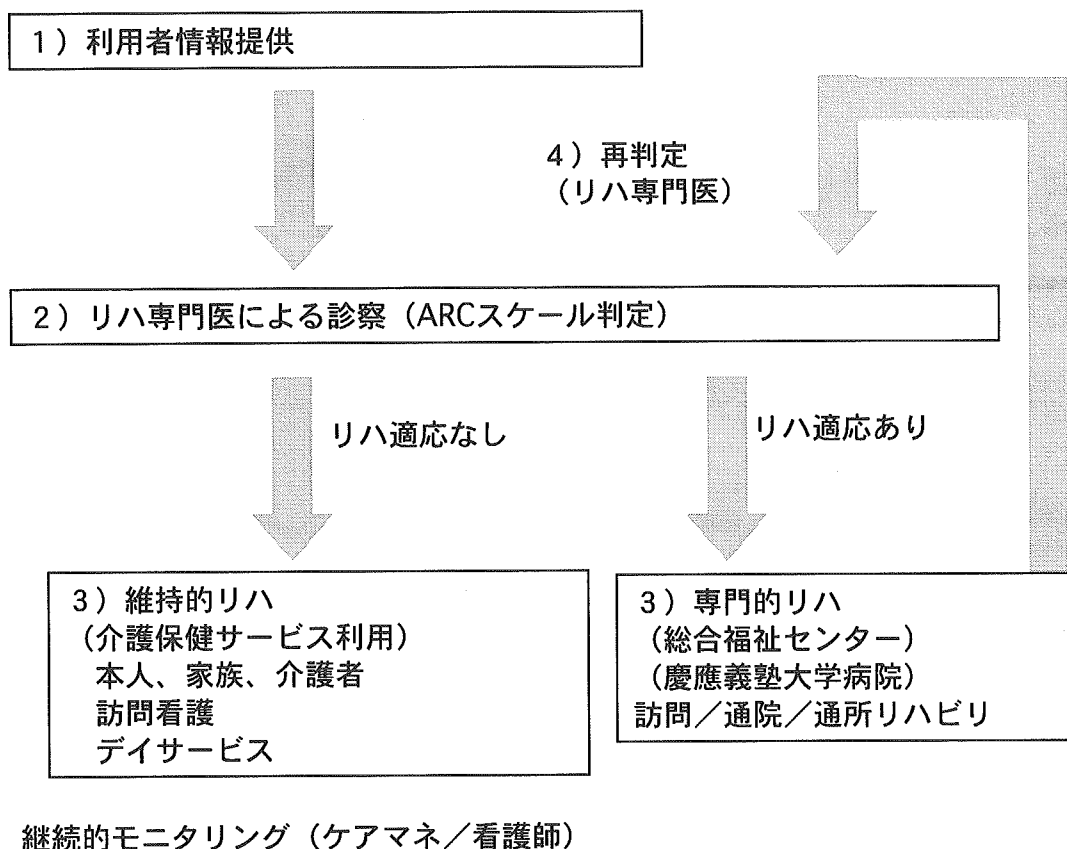 1）利用者情報提供
4）再判定
（リハ専門医）
2）リハ専門医による診察（ARCスケール判定）
リハ適応なし
リハ適応あり
3）維持的リハ
（介護保健サービス利用）
本人、家族、介護者
訪問看護
デイサービス
3）専門的リハ
（総合福祉センター）
（慶應義塾大学病院）
訪問／通院／通所リハビリ
継続的モニタリング（ケアマネ／看護師）